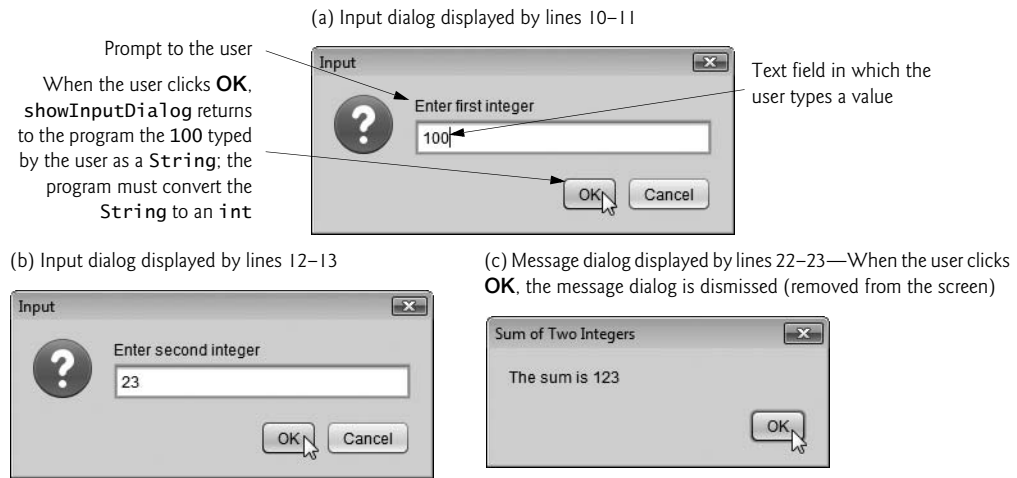 (a) Input dialog displayed by lines 10–11
Prompt to the user
When the user clicks OK,
showInputDialog returns
to the program the 100 typed
by the user as a String; the
program must convert the
String to an int
Input
Enter first integer
100
OK
Cancel
Text field in which the
user types a value
(b) Input dialog displayed by lines 12–13
Input
Enter second integer
23
OK
Cancel
(c) Message dialog displayed by lines 22–23—When the user clicks
OK, the message dialog is dismissed (removed from the screen)
Sum of Two Integers
The sum is 123
OK